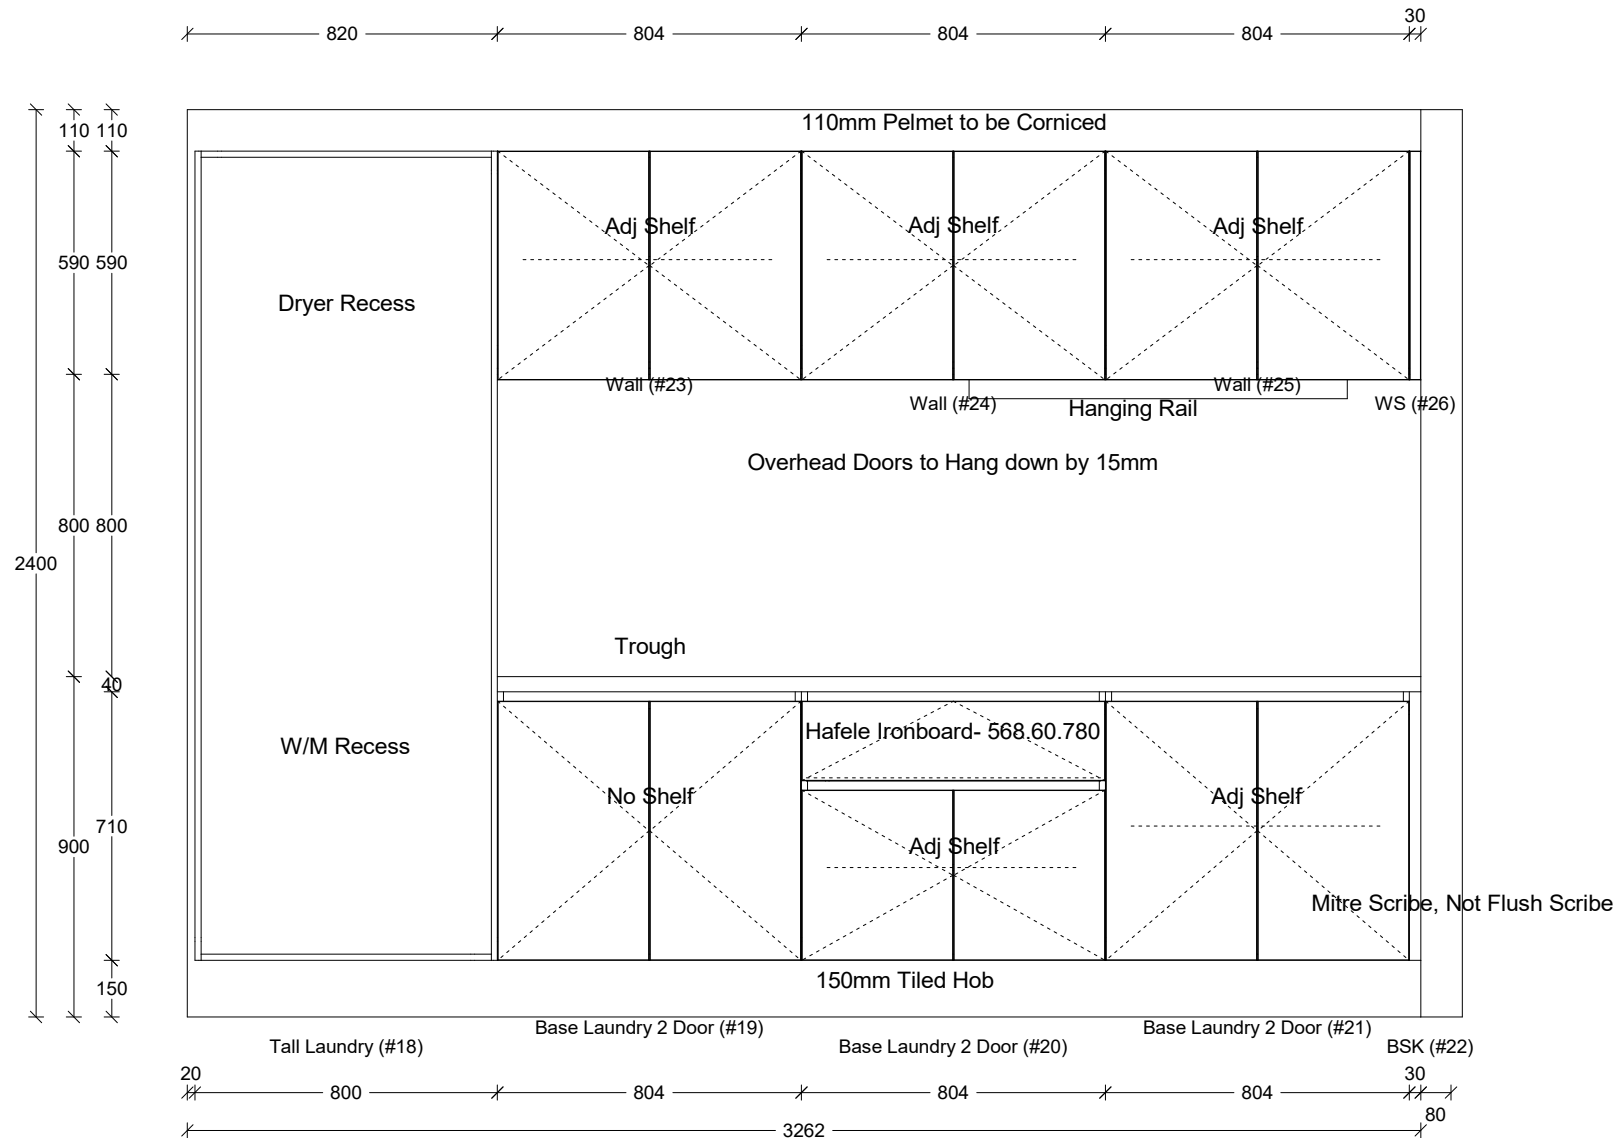 30
820 804 804 804
110 110
110mm Pelmet to be Corniced
Adj Shelf Adj Shelf Adj Shelf
590 590
Dryer Recess
Wall (#23) Wall (#25)
Wall (#24) WS (#26)
Hanging Rail
Overhead Doors to Hang down by 15mm
800 800
2400
Trough
40
Hafele Ironboard- 568.60.780
W/M Recess
No Shelf Adj Shelf
710
900 Adj Shelf
Mitre Scribe, Not Flush Scribe
150mm Tiled Hob
150
Base Laundry 2 Door (#19) Base Laundry 2 Door (#21)
Tall Laundry (#18) Base Laundry 2 Door (#20) BSK (#22)
20 30
800 804 804 804
80
3262